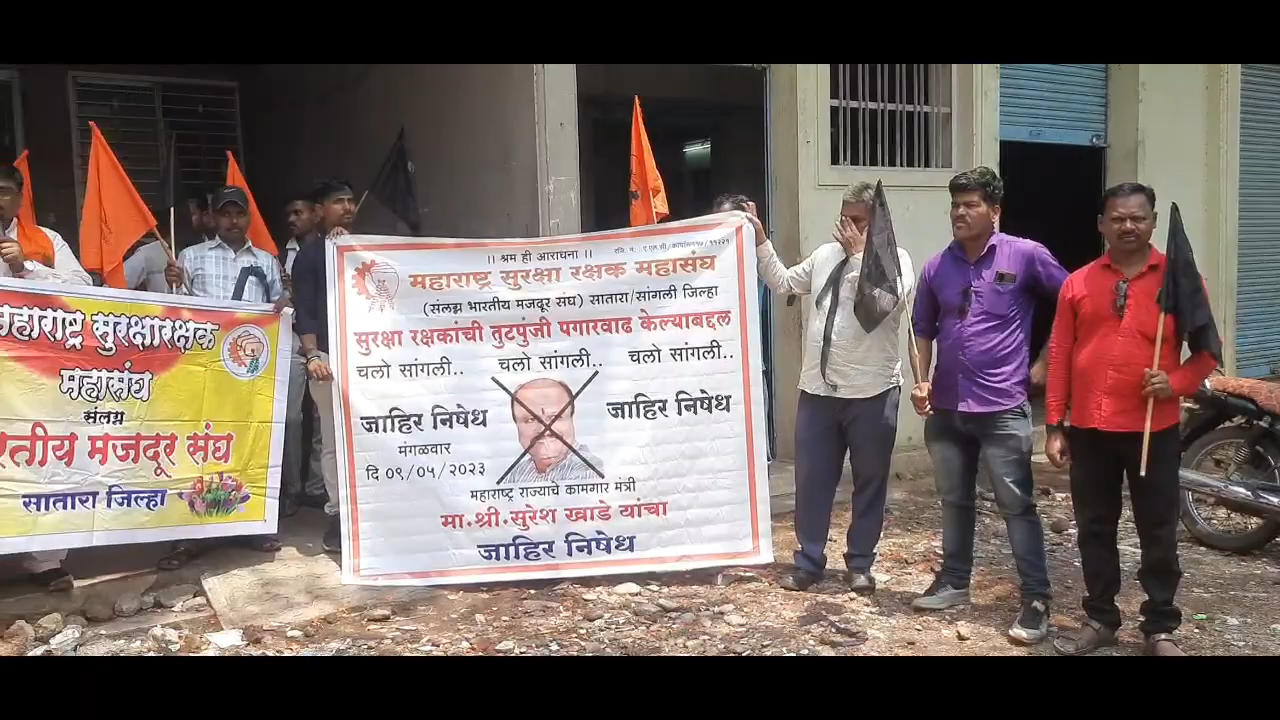 महाराष्ट्र सुरक्षारक्षक
महासंघ
संलग्न
रतीय मजदूर संघ
सातारा जिल्हा
।। श्रम ही आराधना ।।
महाराष्ट्र सुरक्षा रक्षक महासंघ
(संलग्न भारतीय मजदूर संघ) सातारा/सांगली जिल्हा
सुरक्षा रक्षकांची तुटपुंजी पगारवाढ केल्याबद्दल
चलो सांगली.. चलो सांगली.. चलो सांगली..
जाहिर निषेध जाहिर निषेध
मंगळवार
दि ०९/०५/२०२३
महाराष्ट्र राज्याचे कामगार मंत्री
मा.श्री.सुरेश खाडे यांचा
जाहिर निषेध